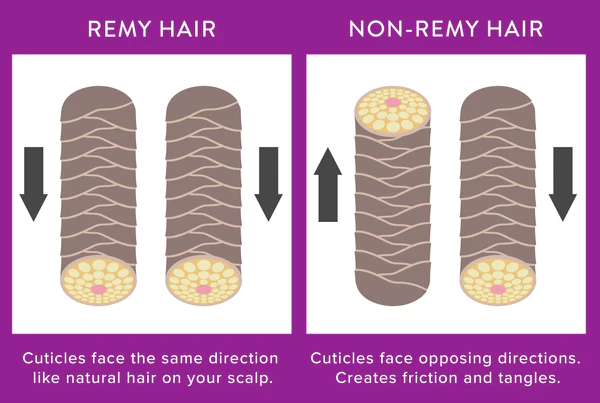 REMY HAIR
Cuticles face the same direction
like natural hair on your scalp.
NON-REMY HAIR
Cuticles face opposing directions.
Creates friction and tangles.